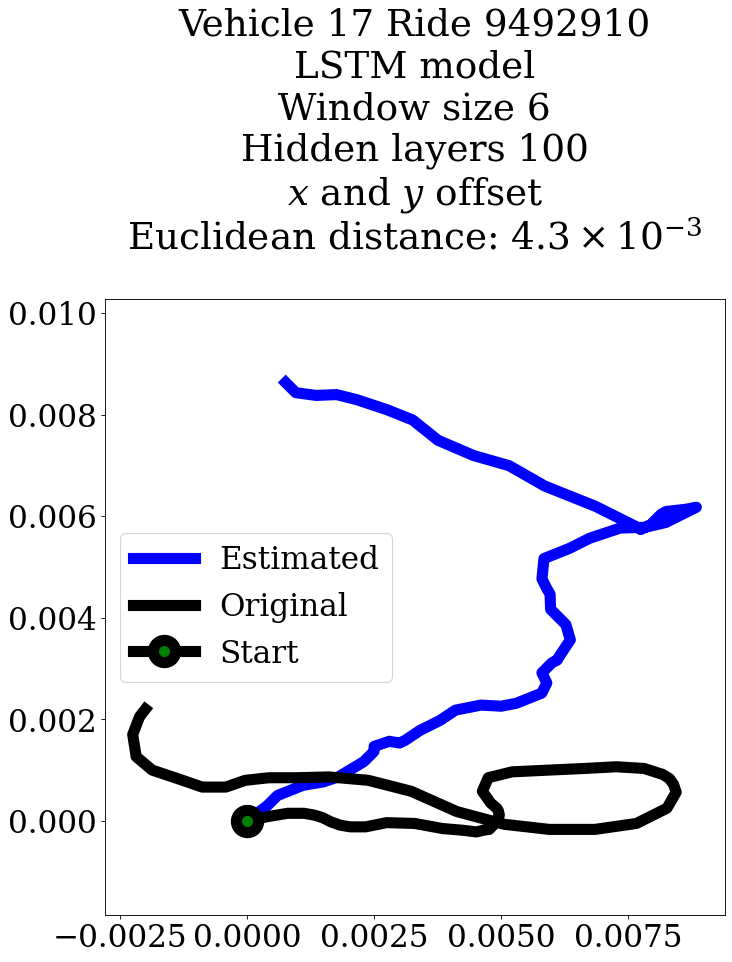 Vehicle 17 Ride 9492910
LSTM model
Window size 6
Hidden layers 100
x and y offset
Euclidean distance: 4.3 × 10⁻³
0.010
0.008
0.006
0.004
0.002
0.000
Estimated
Original
Start
−0.0025 0.0000 0.0025 0.0050 0.0075